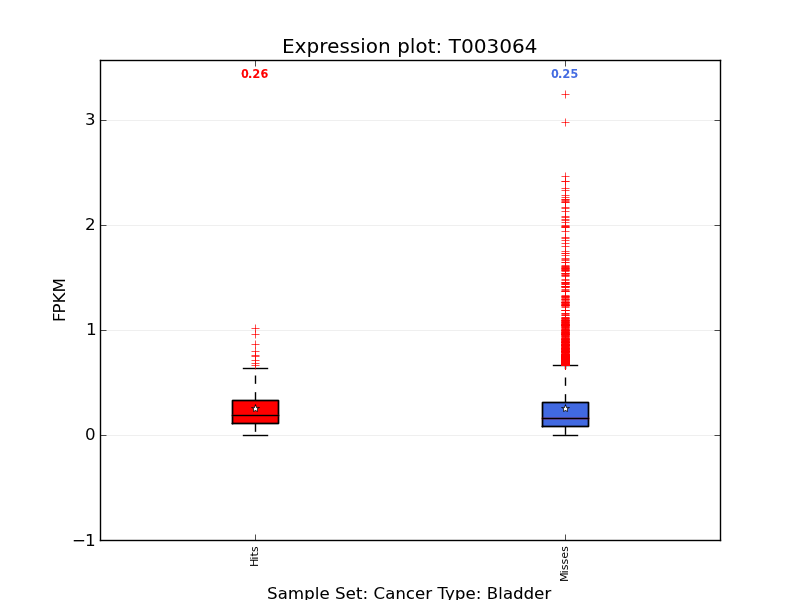 Expression plot: T003064
0.26
0.25
3
2
1
0
−1
FPKM
Hits
Misses
Sample Set: Cancer Type: Bladder